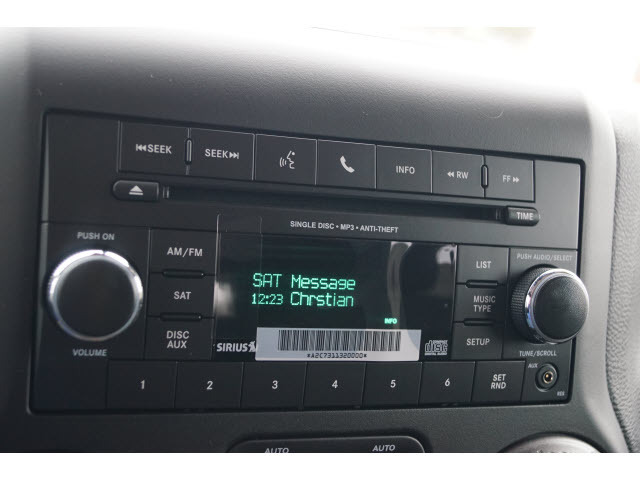 ⏮SEEK SEEK⏭ INFO ◂◂ RW FF ▸▸
TIME
SINGLE DISC • MP3 • ANTI-THEFT
PUSH ON
AM/FM
SAT
DISC AUX
VOLUME
SAT Message
12:23 Chrstian
INFO
SIRIUS
*A2C7311320000*
LIST
MUSIC TYPE
SETUP
PUSH AUDIO/SELECT
TUNE/SCROLL
1 2 3 4 5 6 SET RND
AUX
AUTO AUTO